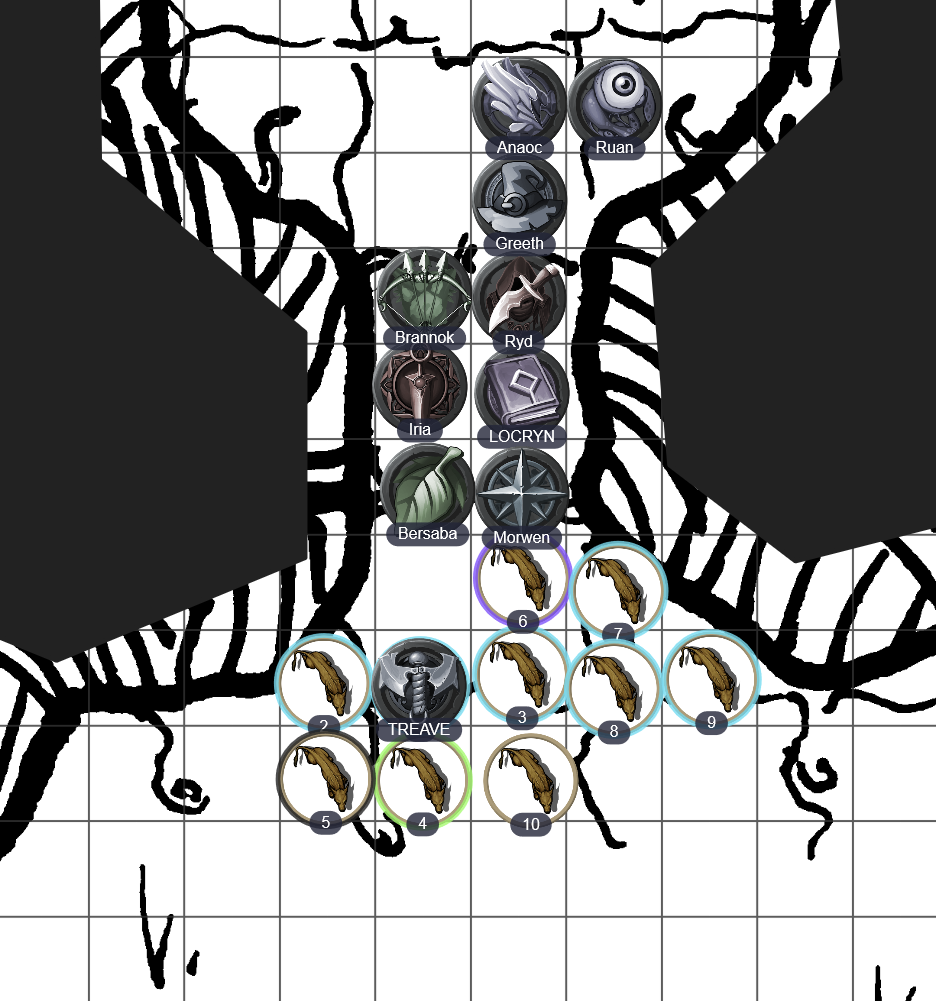 Anaoc
Ruan
Greeth
Brannok
Ryd
Iria
LOCRYN
Bersaba
Morwen
6
7
2
TREAVE
3
8
9
5
4
10